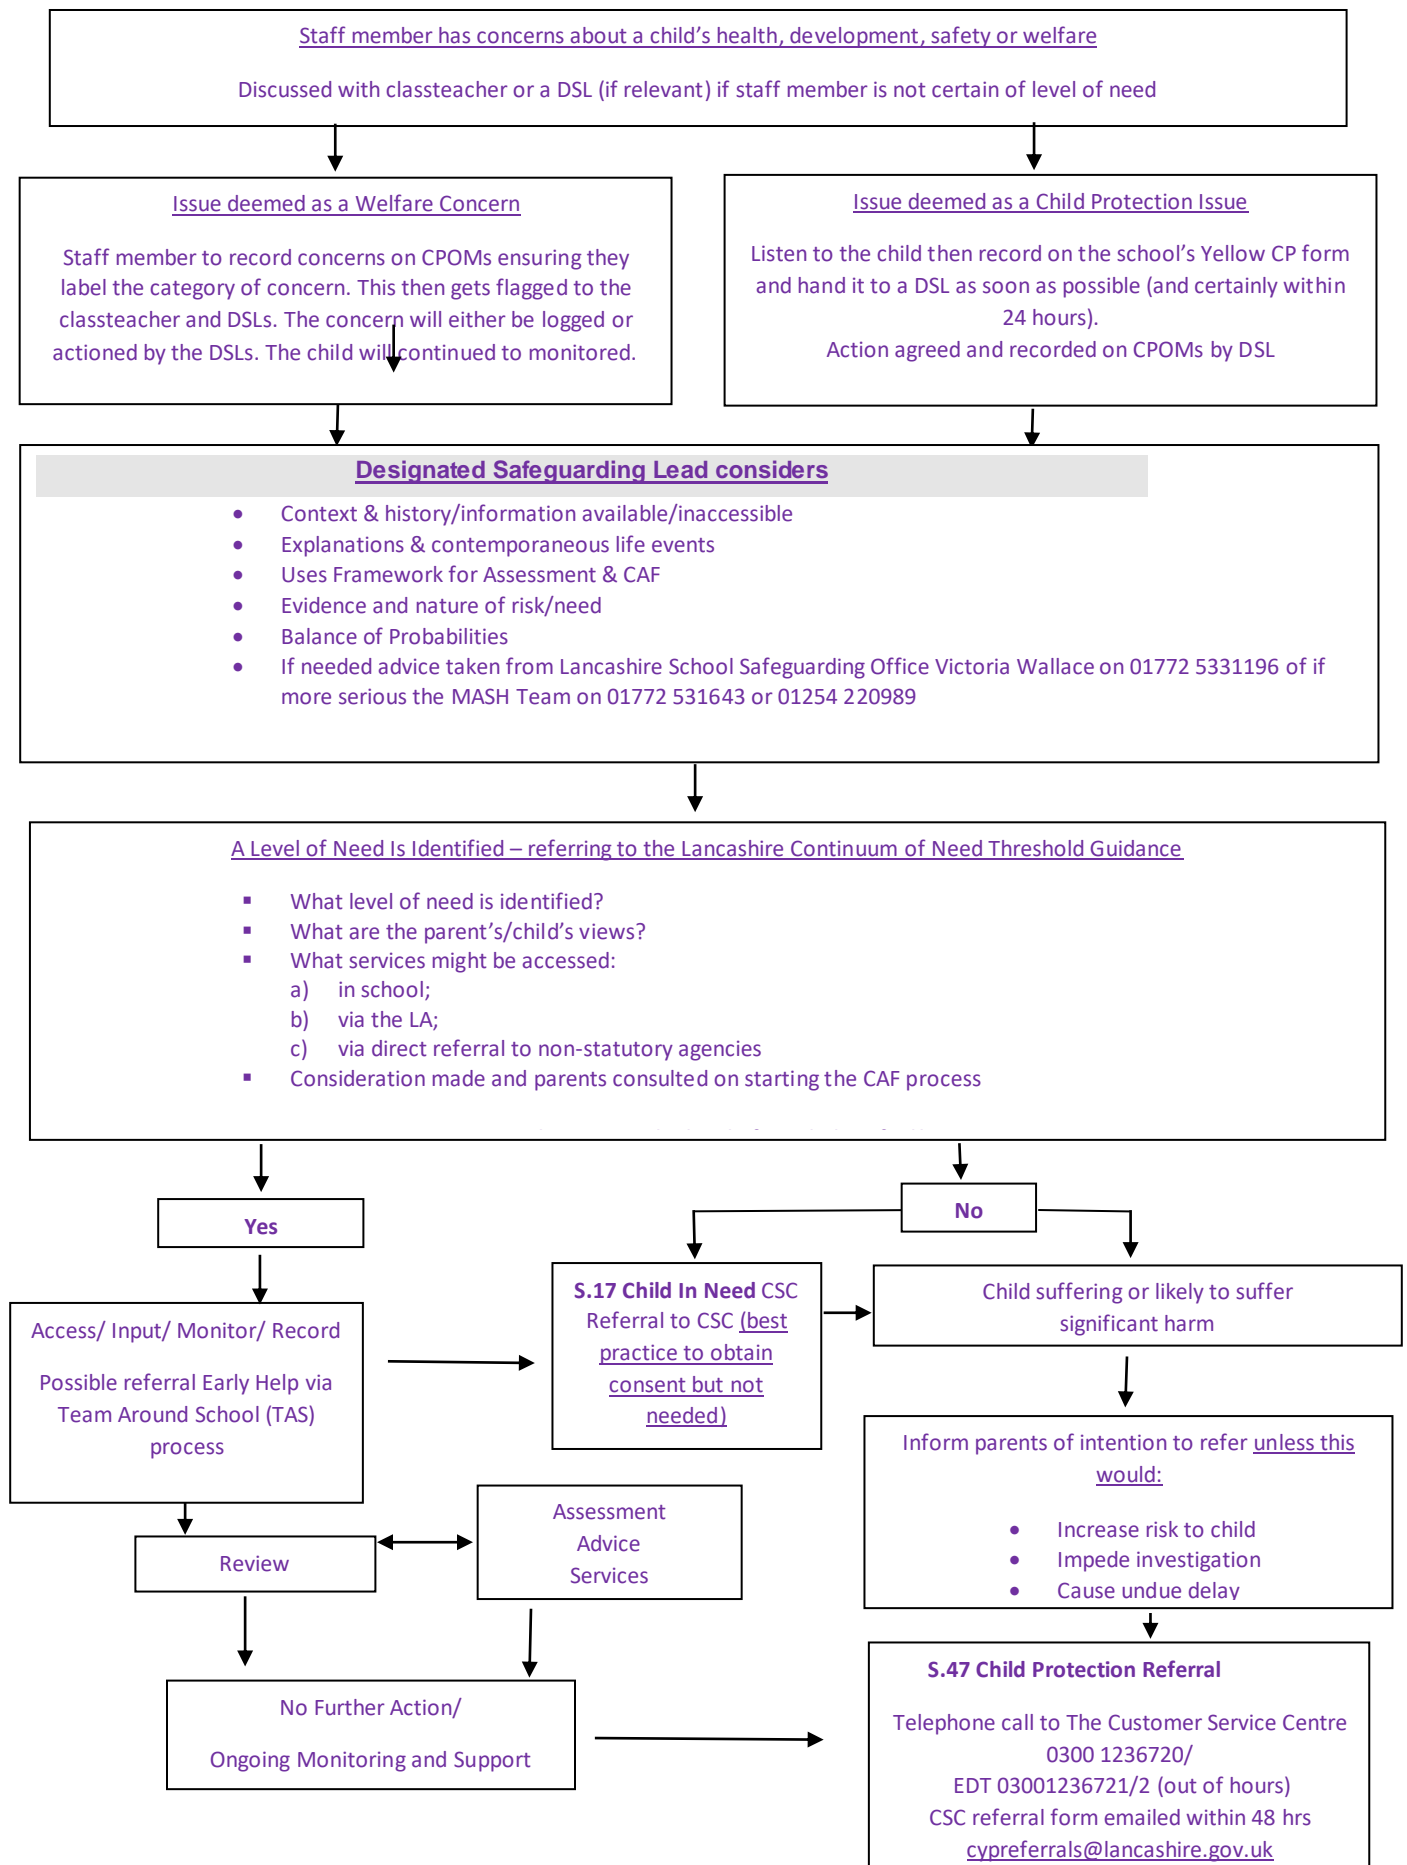 Staff member has concerns about a child's health, development, safety or welfare
Discussed with classteacher or a DSL (if relevant) if staff member is not certain of level of need
Issue deemed as a Welfare Concern
Staff member to record concerns on CPOMs ensuring they
label the category of concern. This then gets flagged to the
classteacher and DSLs. The concern will either be logged or
actioned by the DSLs. The child will continued to monitored.
Issue deemed as a Child Protection Issue
Listen to the child then record on the school's Yellow CP form
and hand it to a DSL as soon as possible (and certainly within
24 hours).
Action agreed and recorded on CPOMs by DSL
Designated Safeguarding Lead considers
• Context & history/information available/inaccessible
• Explanations & contemporaneous life events
• Uses Framework for Assessment & CAF
• Evidence and nature of risk/need
• Balance of Probabilities
• If needed advice taken from Lancashire School Safeguarding Office Victoria Wallace on 01772 5331196 of if
more serious the MASH Team on 01772 531643 or 01254 220989
A Level of Need Is Identified – referring to the Lancashire Continuum of Need Threshold Guidance
▪ What level of need is identified?
▪ What are the parent's/child's views?
▪ What services might be accessed:
a) in school;
b) via the LA;
c) via direct referral to non-statutory agencies
▪ Consideration made and parents consulted on starting the CAF process
Yes
No
Access/ Input/ Monitor/ Record
Possible referral Early Help via
Team Around School (TAS)
process
S.17 Child In Need CSC
Referral to CSC (best
practice to obtain
consent but not
needed)
Child suffering or likely to suffer
significant harm
Inform parents of intention to refer unless this
would:
• Increase risk to child
• Impede investigation
• Cause undue delay
Review
Assessment
Advice
Services
No Further Action/
Ongoing Monitoring and Support
S.47 Child Protection Referral
Telephone call to The Customer Service Centre
0300 1236720/
EDT 03001236721/2 (out of hours)
CSC referral form emailed within 48 hrs
cypreferrals@lancashire.gov.uk